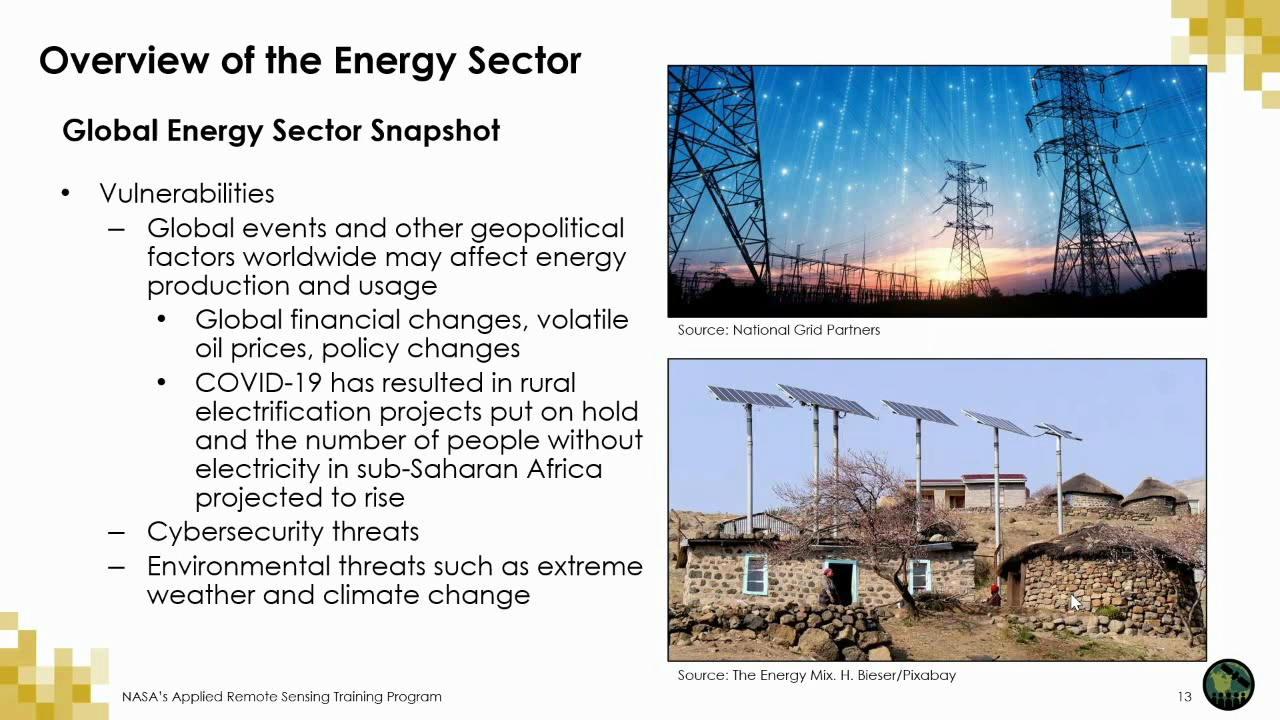 Overview of the Energy Sector
Global Energy Sector Snapshot
• Vulnerabilities
– Global events and other geopolitical
factors worldwide may affect energy
production and usage
• Global financial changes, volatile
oil prices, policy changes
• COVID-19 has resulted in rural
electrification projects put on hold
and the number of people without
electricity in sub-Saharan Africa
projected to rise
– Cybersecurity threats
– Environmental threats such as extreme
weather and climate change
Source: National Grid Partners
Source: The Energy Mix. H. Bieser/Pixabay
NASA's Applied Remote Sensing Training Program
13